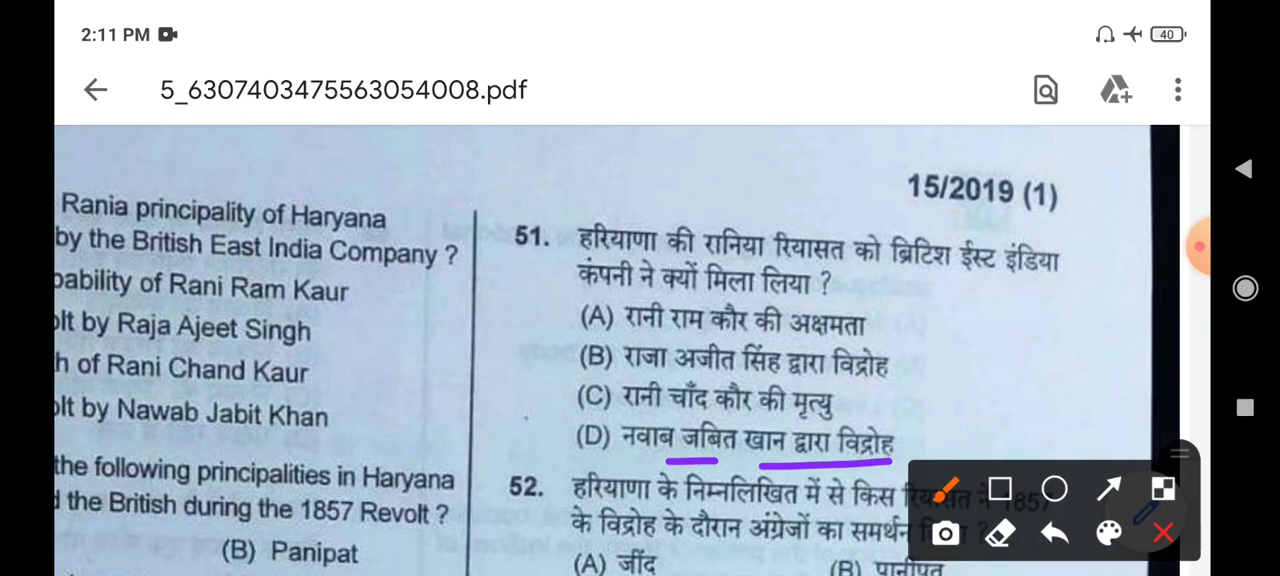 2:11 PM
40
5_6307403475563054008.pdf
15/2019 (1)
Rania principality of Haryana
by the British East India Company ?
pability of Rani Ram Kaur
olt by Raja Ajeet Singh
h of Rani Chand Kaur
olt by Nawab Jabit Khan
the following principalities in Haryana
d the British during the 1857 Revolt ?
(B) Panipat
51. हरियाणा की रानिया रियासत को ब्रिटिश ईस्ट इंडिया
कंपनी ने क्यों मिला लिया ?
(A) रानी राम कौर की अक्षमता
(B) राजा अजीत सिंह द्वारा विद्रोह
(C) रानी चाँद कौर की मृत्यु
(D) नवाब जबित खान द्वारा विद्रोह
52. हरियाणा के निम्नलिखित में से किस रियासत ने 1857
के विद्रोह के दौरान अंग्रेजों का समर्थन
(A) जींद
(B) पानीपत